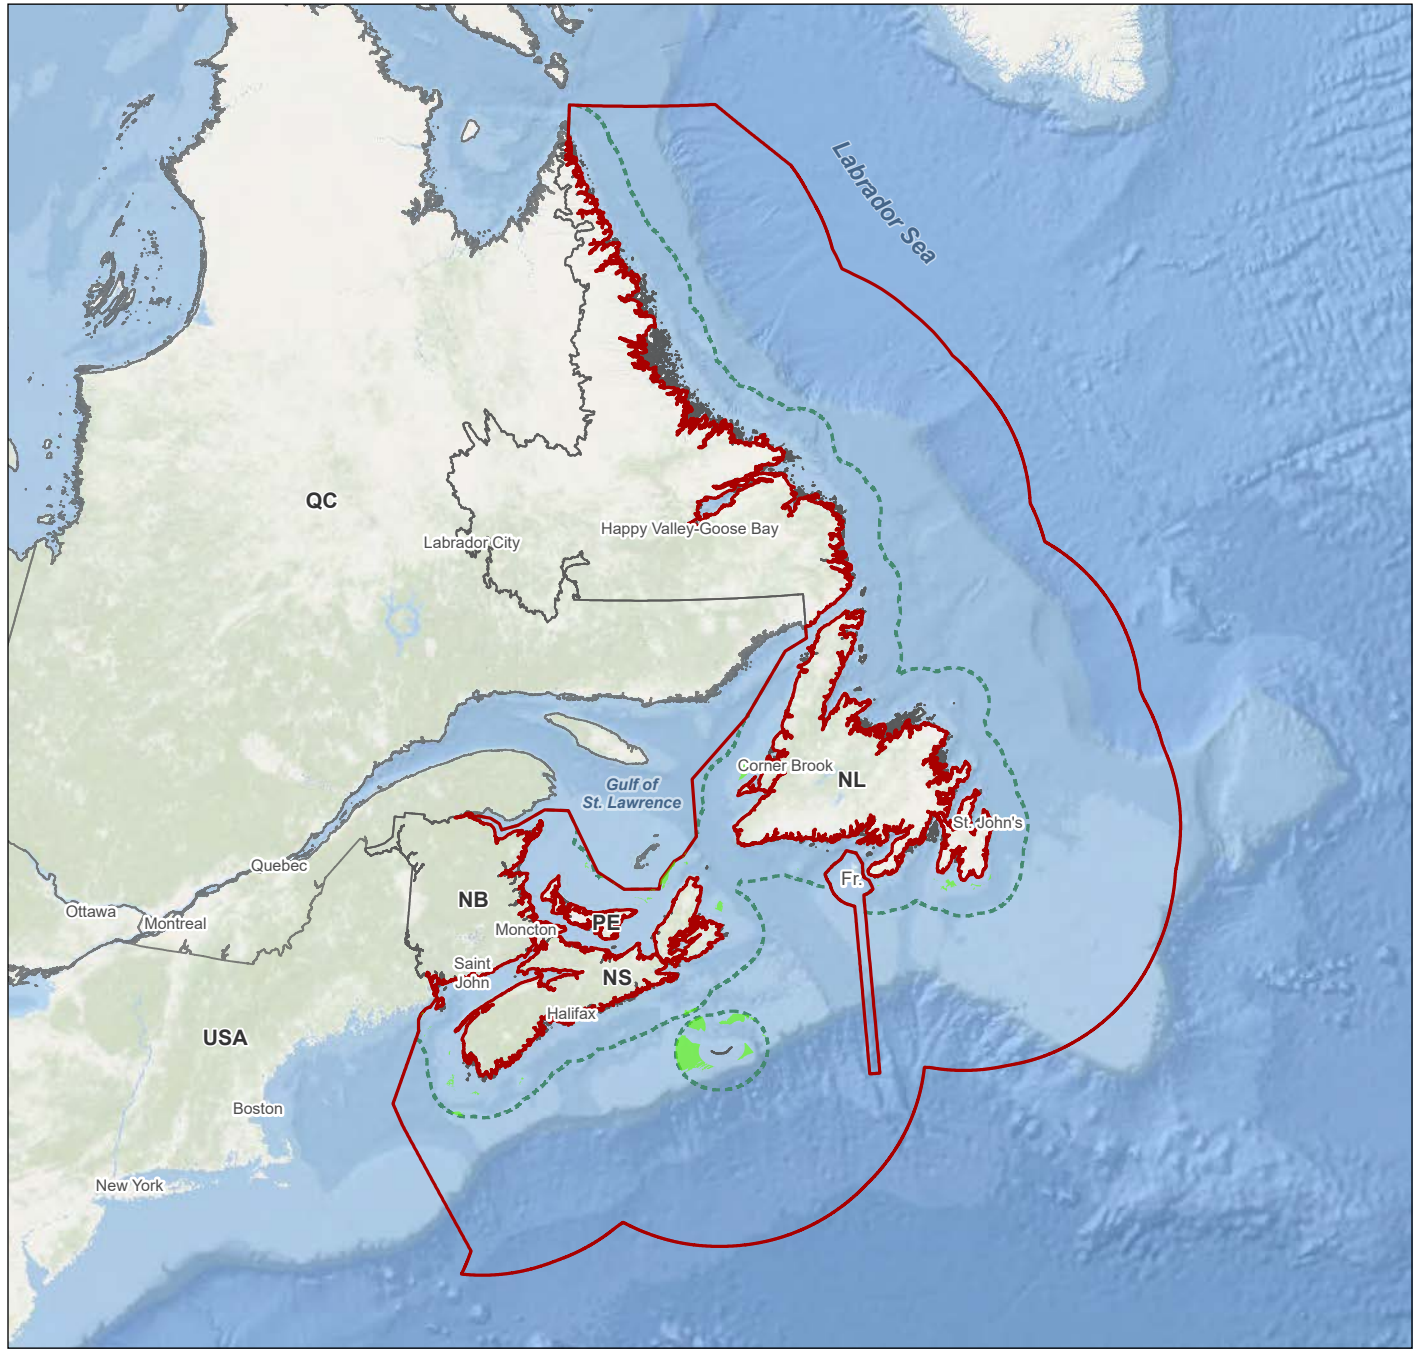 Labrador Sea
QC
Happy Valley-Goose Bay
Labrador City
Corner Brook
NL
Gulf of
St. Lawrence
St. John's
Quebec
Fr.
NB
Ottawa
Montreal
PE
Moncton
Saint
John
NS
Halifax
USA
Boston
New York